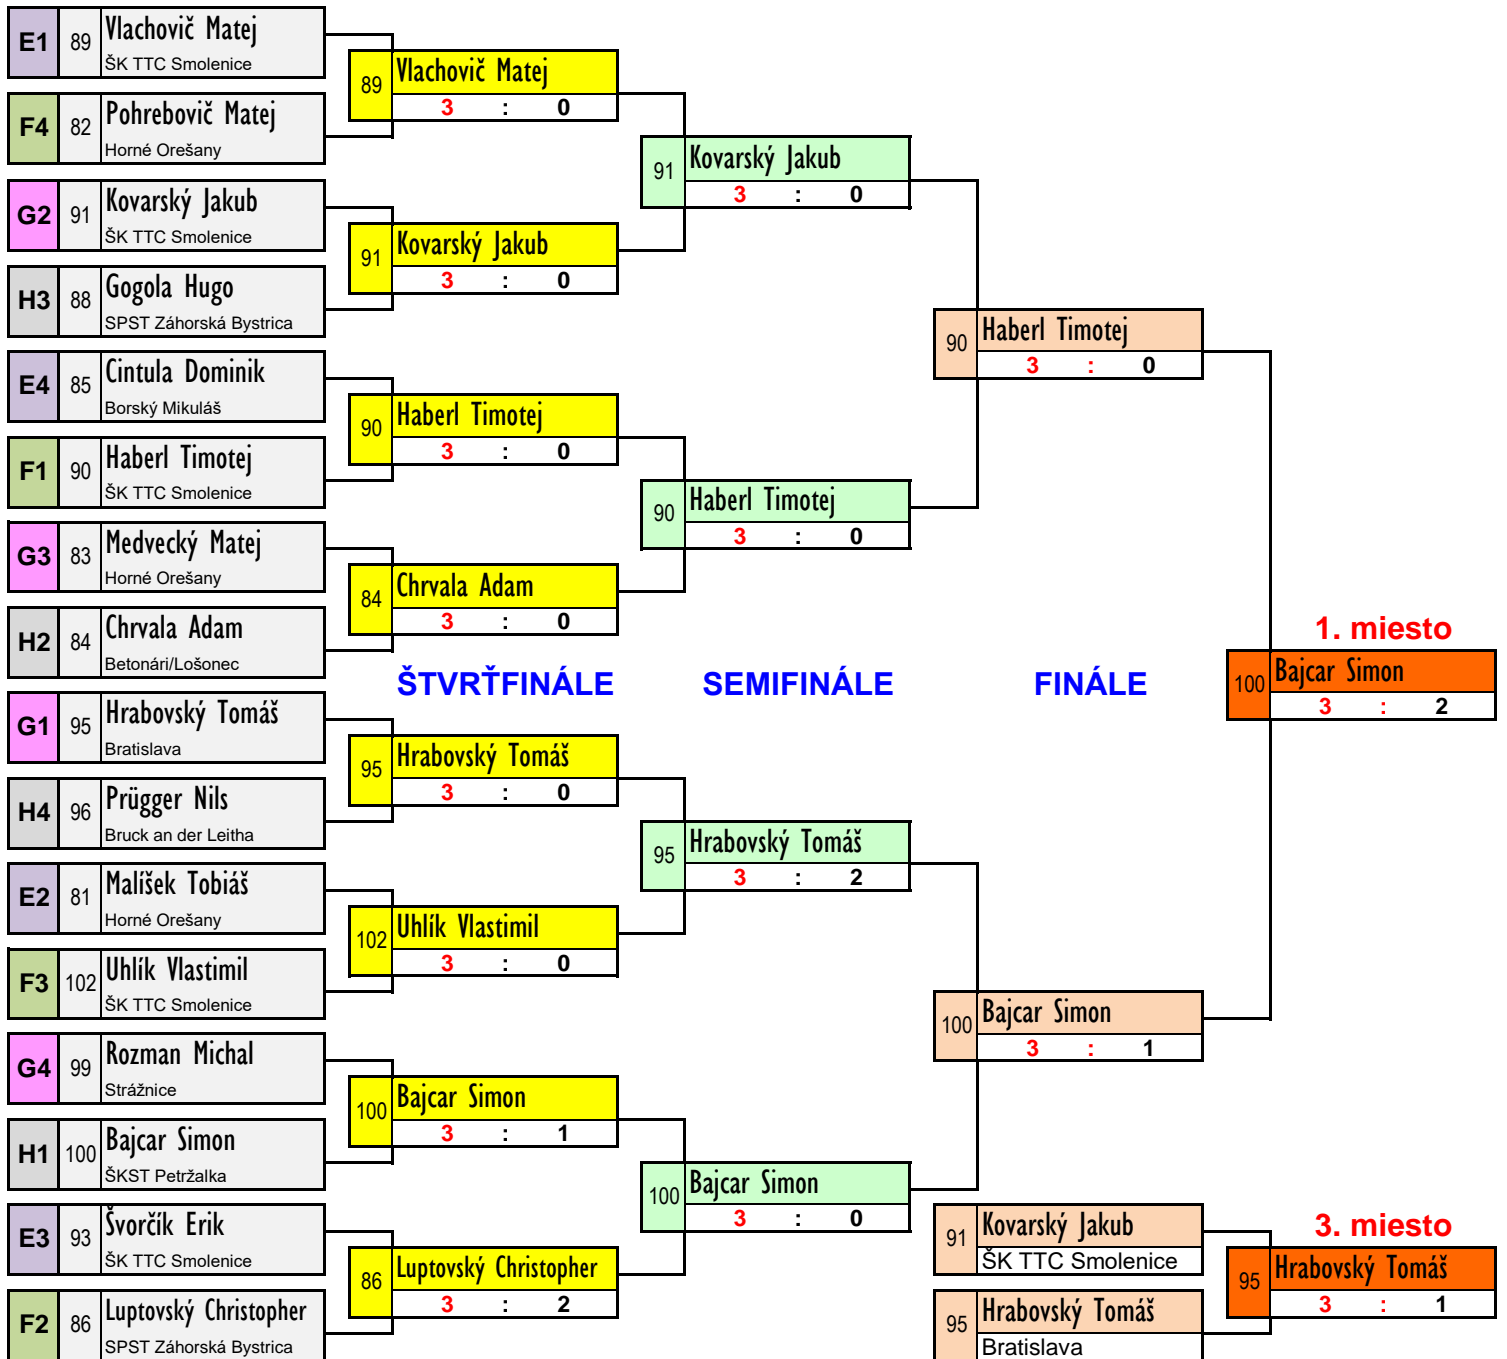 E1 89 Vlachovič Matej
ŠK TTC Smolenice
F4 82 Pohrebovič Matej
Horné Orešany
G2 91 Kovarský Jakub
ŠK TTC Smolenice
H3 88 Gogola Hugo
SPST Záhorská Bystrica
E4 85 Cintula Dominik
Borský Mikuláš
F1 90 Haberl Timotej
ŠK TTC Smolenice
G3 83 Medvecký Matej
Horné Orešany
H2 84 Chrvala Adam
Betonári/Lošonec
G1 95 Hrabovský Tomáš
Bratislava
H4 96 Prügger Nils
Bruck an der Leitha
E2 81 Malíšek Tobiáš
Horné Orešany
F3 102 Uhlík Vlastimil
ŠK TTC Smolenice
G4 99 Rozman Michal
Strážnice
H1 100 Bajcar Simon
ŠKST Petržalka
E3 93 Švorčík Erik
ŠK TTC Smolenice
F2 86 Luptovský Christopher
SPST Záhorská Bystrica
89 Vlachovič Matej
3 : 0
91 Kovarský Jakub
3 : 0
90 Haberl Timotej
3 : 0
84 Chrvala Adam
3 : 0
ŠTVRŤFINÁLE
95 Hrabovský Tomáš
3 : 0
102 Uhlík Vlastimil
3 : 0
100 Bajcar Simon
3 : 1
86 Luptovský Christopher
3 : 2
91 Kovarský Jakub
3 : 0
90 Haberl Timotej
3 : 0
SEMIFINÁLE
95 Hrabovský Tomáš
3 : 2
100 Bajcar Simon
3 : 0
90 Haberl Timotej
3 : 0
FINÁLE
100 Bajcar Simon
3 : 1
91 Kovarský Jakub
ŠK TTC Smolenice
95 Hrabovský Tomáš
Bratislava
1. miesto
100 Bajcar Simon
3 : 2
3. miesto
95 Hrabovský Tomáš
3 : 1